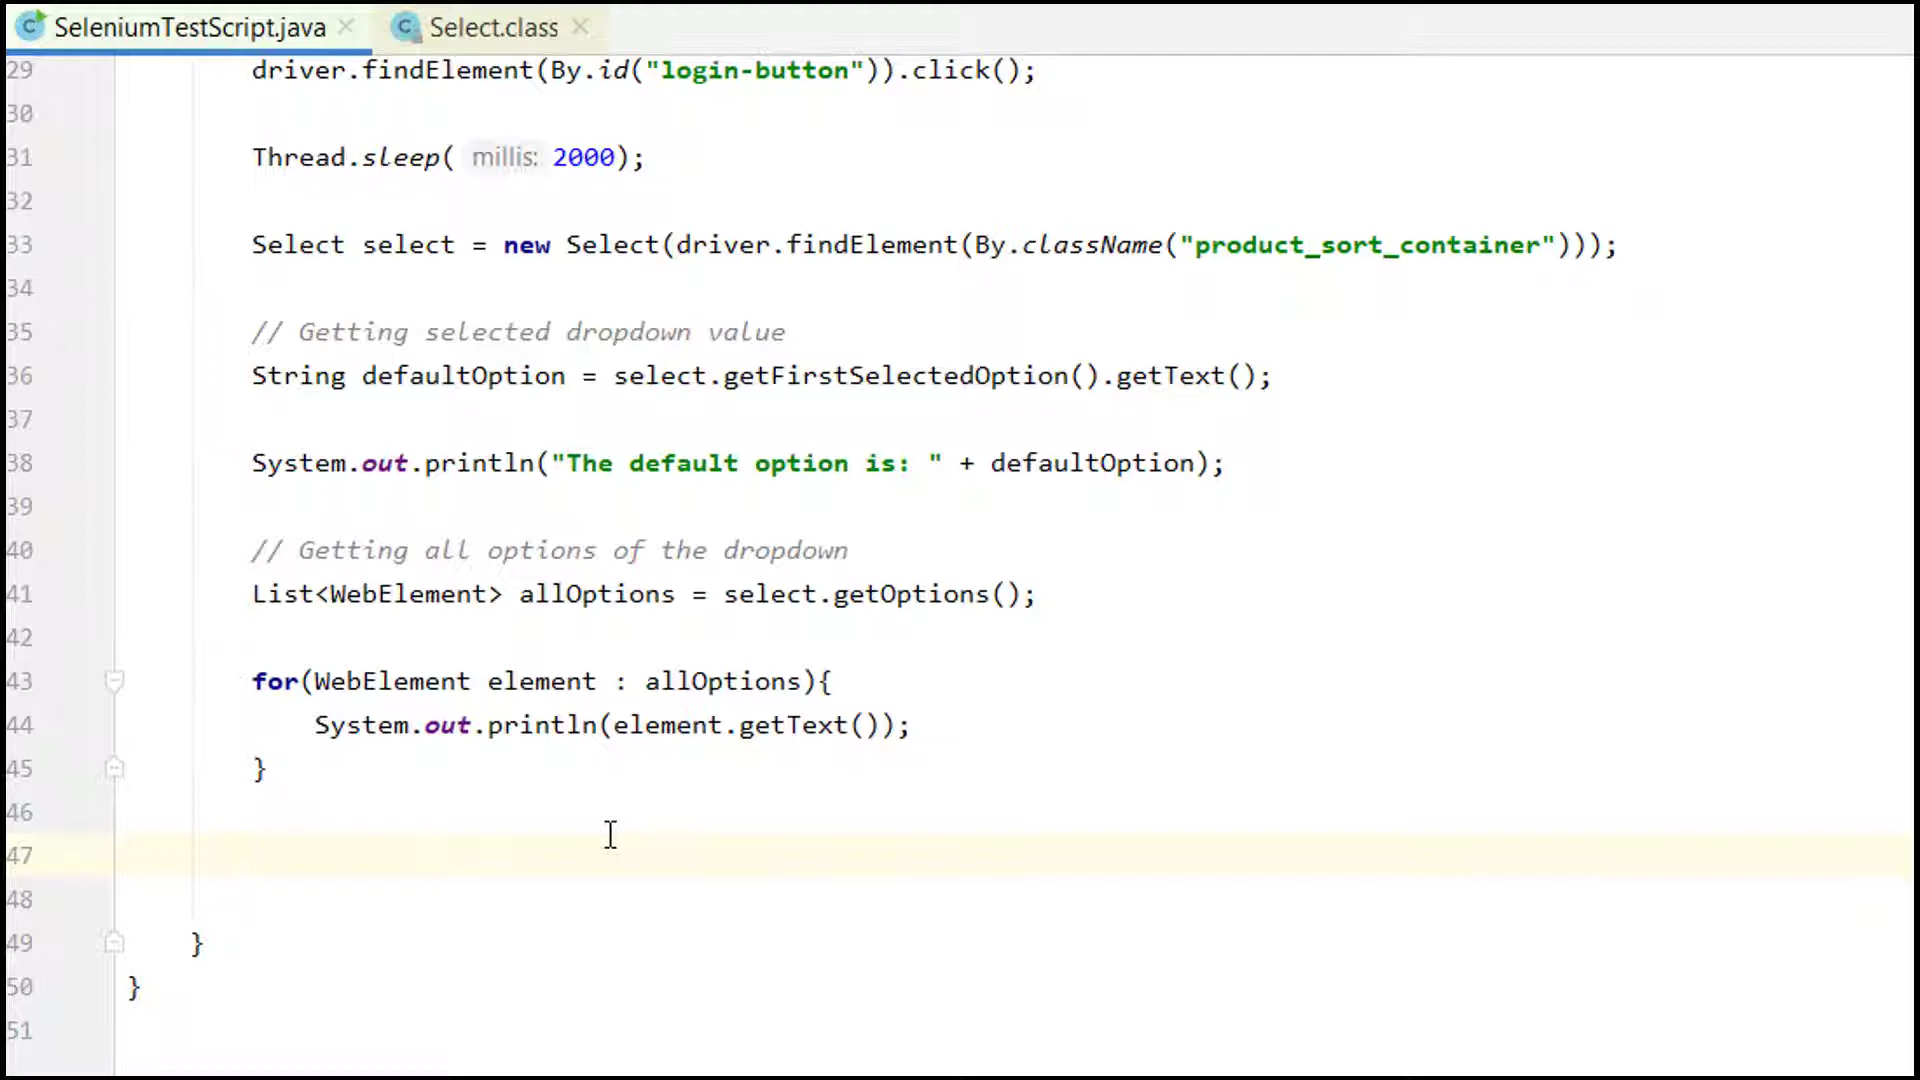 SeleniumTestScript.java Select.class
29 driver.findElement(By.id("login-button")).click();
30
31 Thread.sleep( millis: 2000);
32
33 Select select = new Select(driver.findElement(By.className("product_sort_container")));
34
35 // Getting selected dropdown value
36 String defaultOption = select.getFirstSelectedOption().getText();
37
38 System.out.println("The default option is: " + defaultOption);
39
40 // Getting all options of the dropdown
41 List<WebElement> allOptions = select.getOptions();
42
43 for(WebElement element : allOptions){
44 System.out.println(element.getText());
45 }
46
47
48
49 }
50 }
51